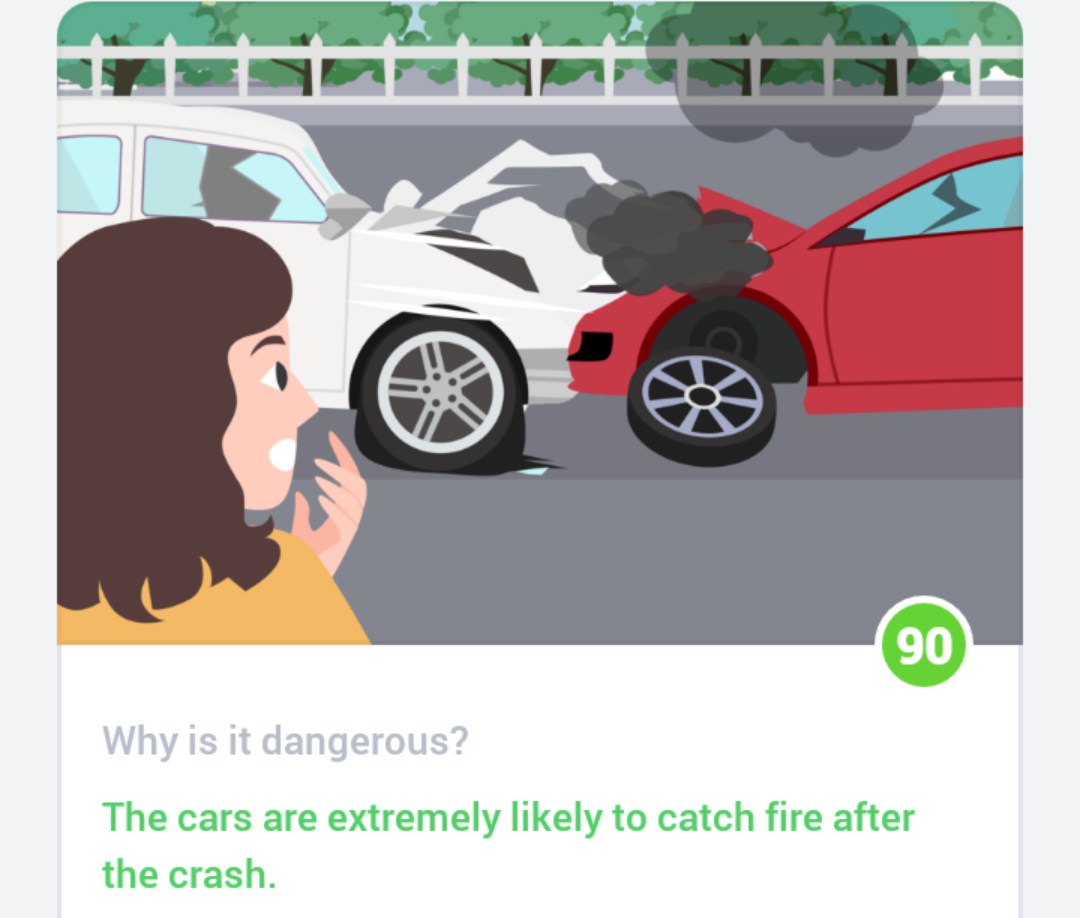 90
Why is it dangerous?
The cars are extremely likely to catch fire after
the crash.